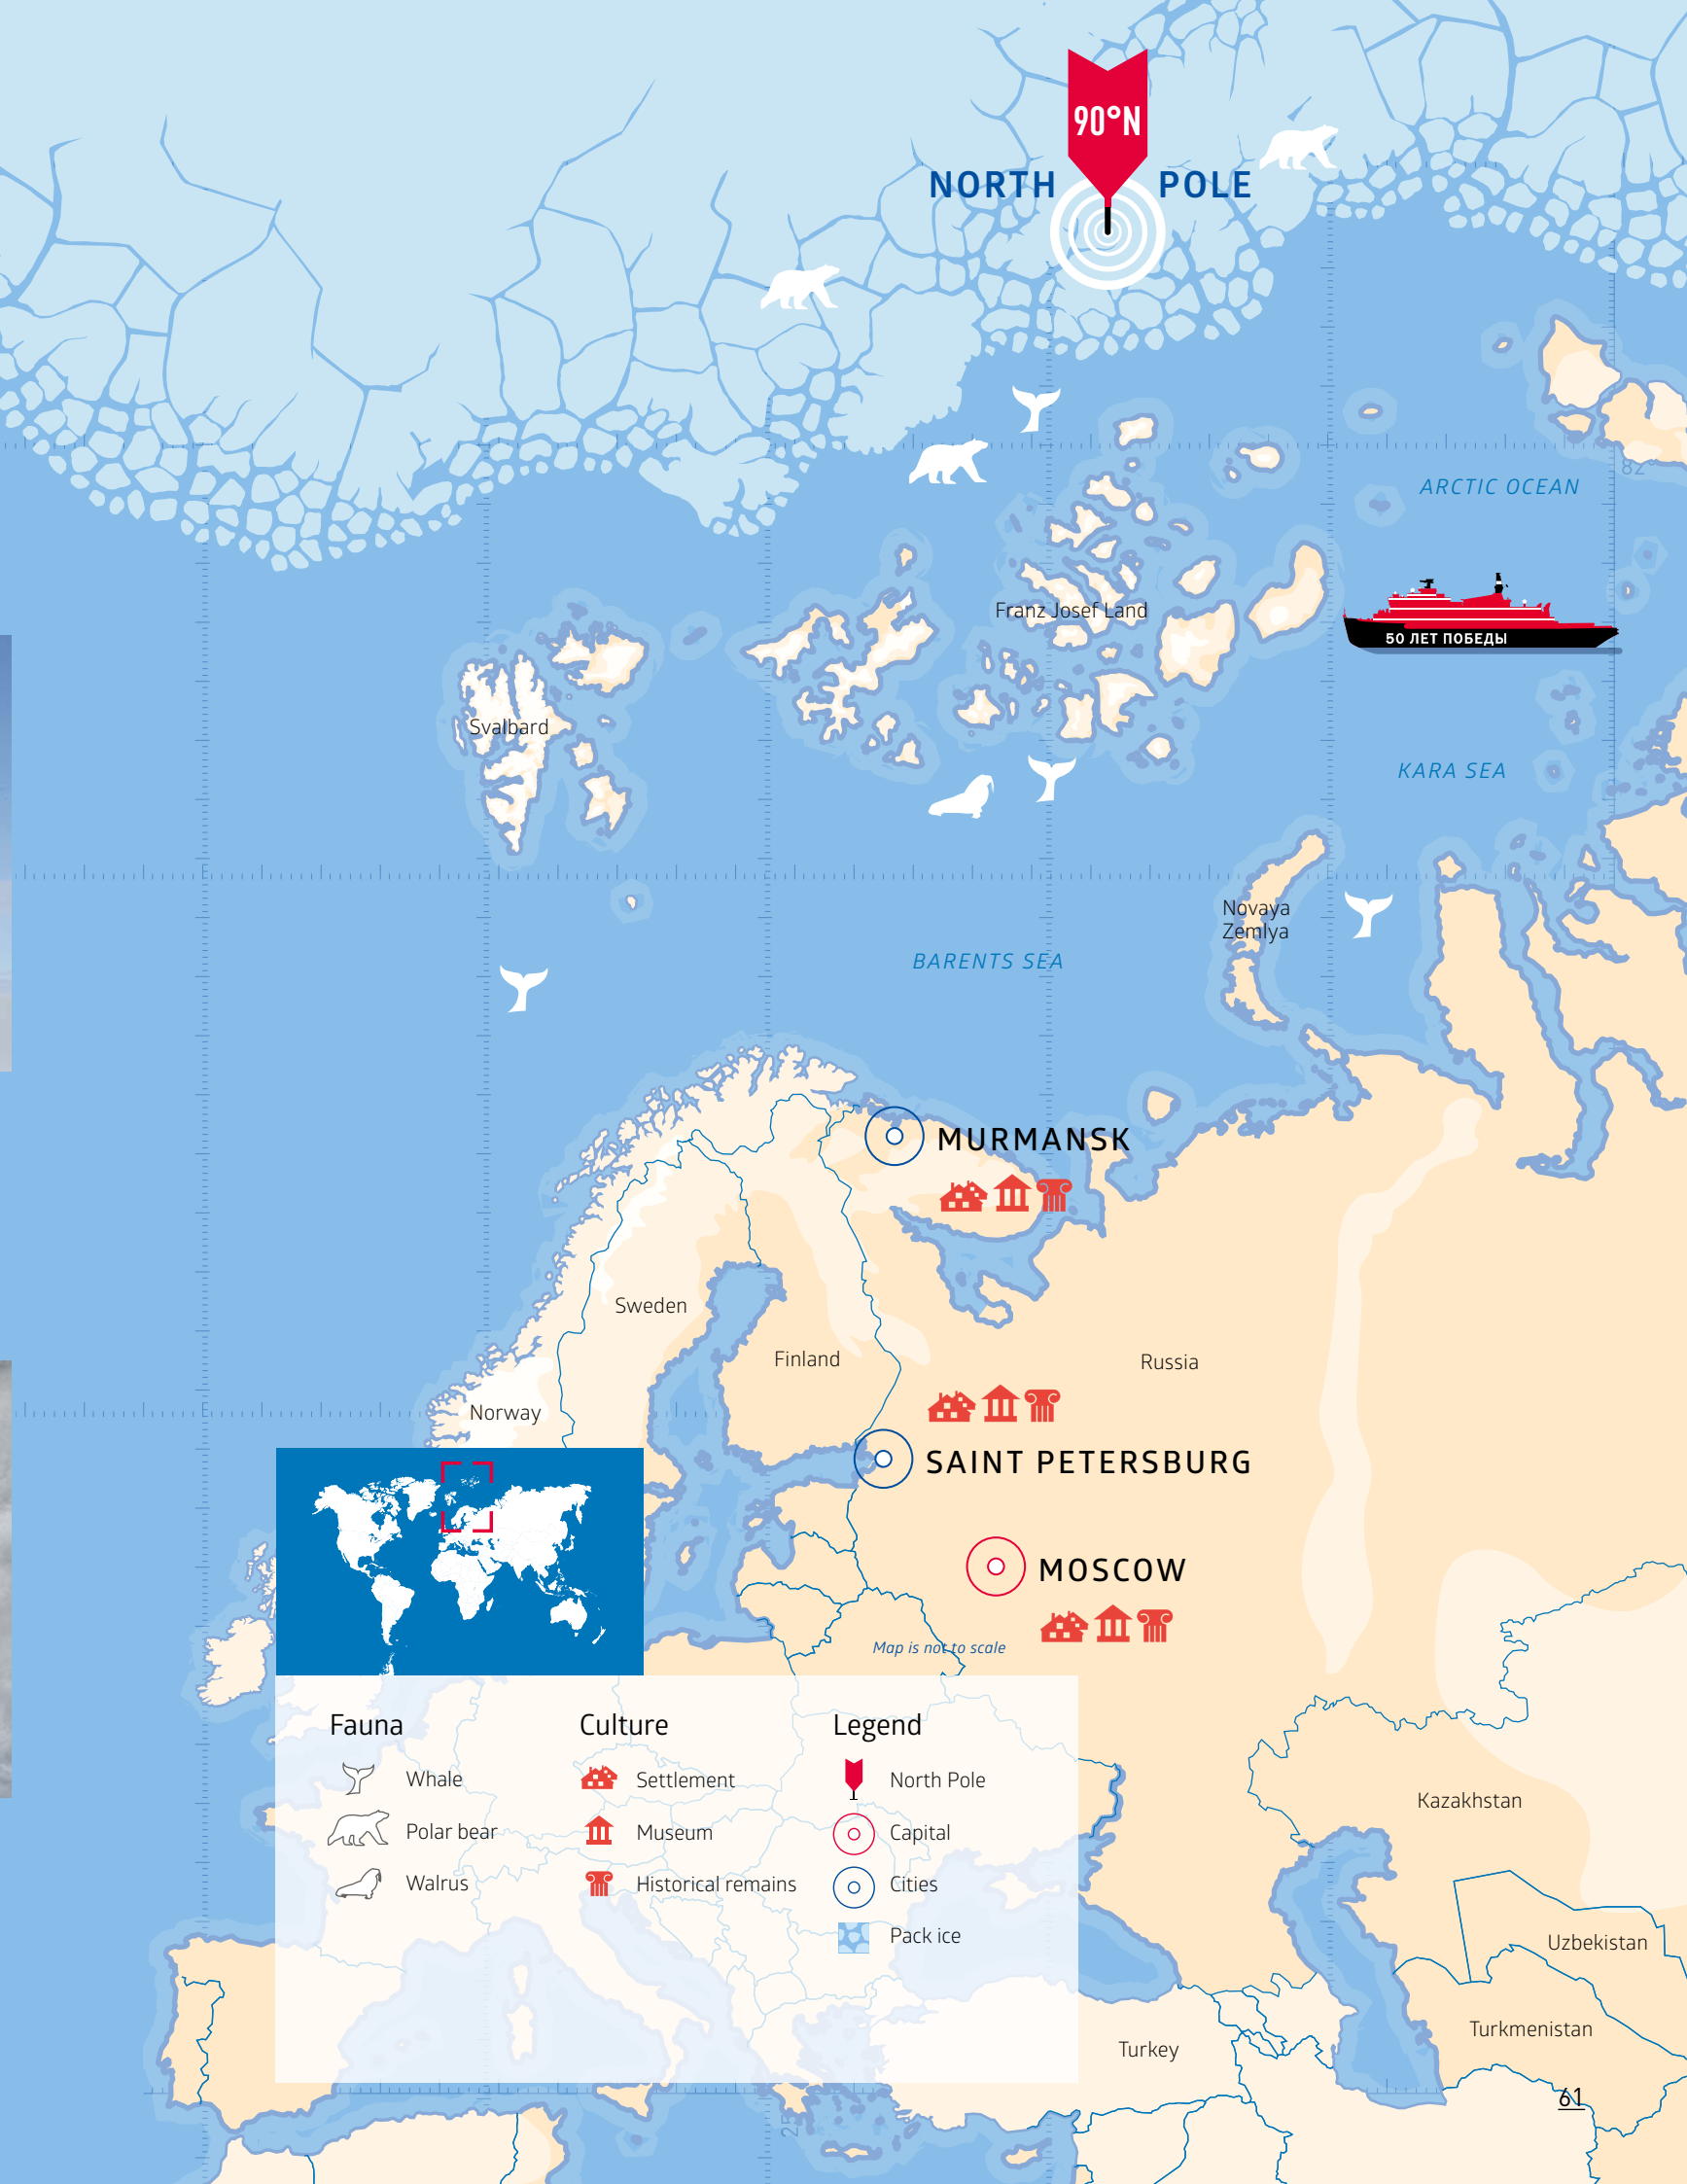 90°N
NORTH POLE
82°
ARCTIC OCEAN
Franz Josef Land
50 ЛЕТ ПОБЕДЫ
Svalbard
KARA SEA
Novaya
Zemlya
BARENTS SEA
MURMANSK
Sweden
Finland
Russia
Norway
SAINT PETERSBURG
MOSCOW
Map is not to scale
Fauna
Whale
Polar bear
Walrus
Culture
Settlement
Museum
Historical remains
Legend
North Pole
Capital
Cities
Pack ice
Kazakhstan
Uzbekistan
Turkmenistan
Turkey
61